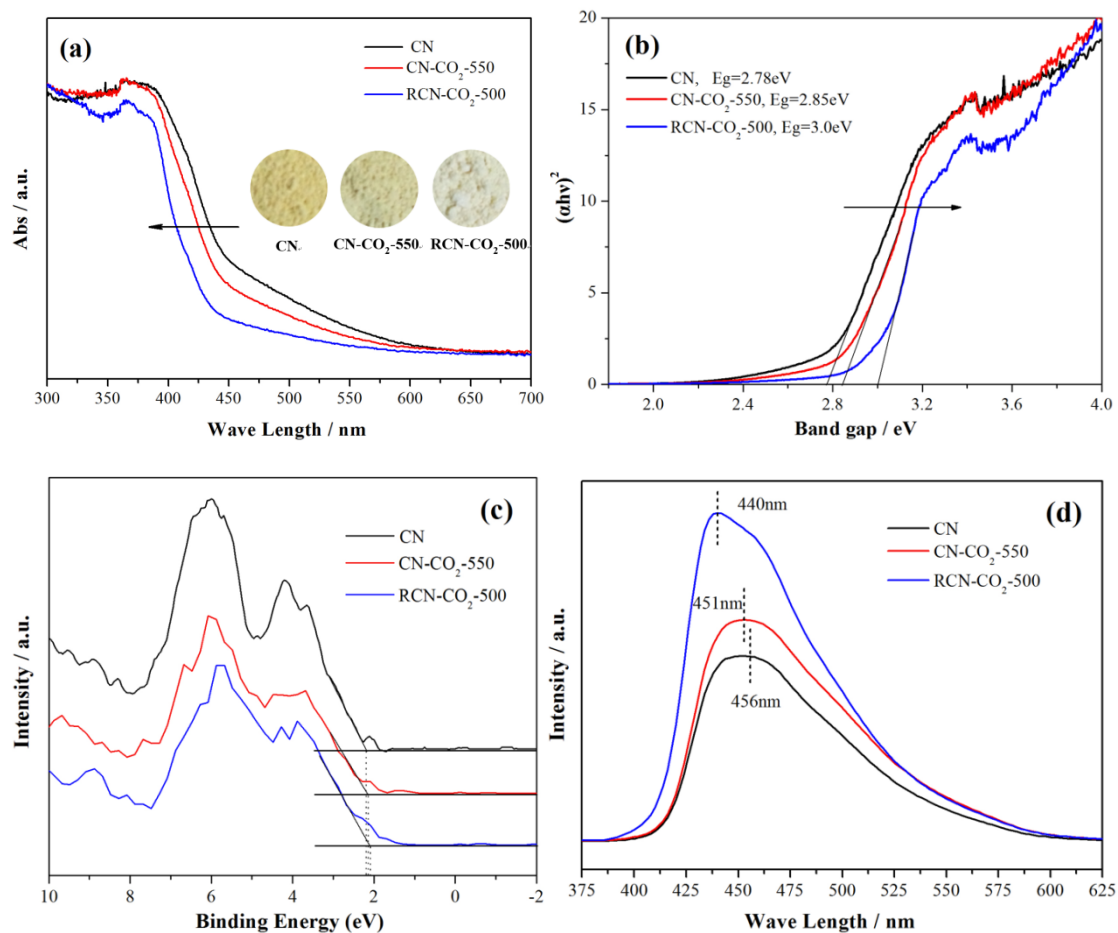 (a)
CN
CN-CO₂-550
RCN-CO₂-500
CN
CN-CO₂-550
RCN-CO₂-500
Abs / a.u.
300 350 400 450 500 550 600 650 700
Wave Length / nm
(b)
CN, Eg=2.78eV
CN-CO₂-550, Eg=2.85eV
RCN-CO₂-500, Eg=3.0eV
(αhν)²
20
15
10
5
0
2.0 2.4 2.8 3.2 3.6 4.0
Band gap / eV
(c)
CN
CN-CO₂-550
RCN-CO₂-500
Intensity / a.u.
10 8 6 4 2 0 -2
Binding Energy (eV)
(d)
440nm
CN
CN-CO₂-550
RCN-CO₂-500
451nm
456nm
Intensity / a.u.
375 400 425 450 475 500 525 550 575 600 625
Wave Length / nm